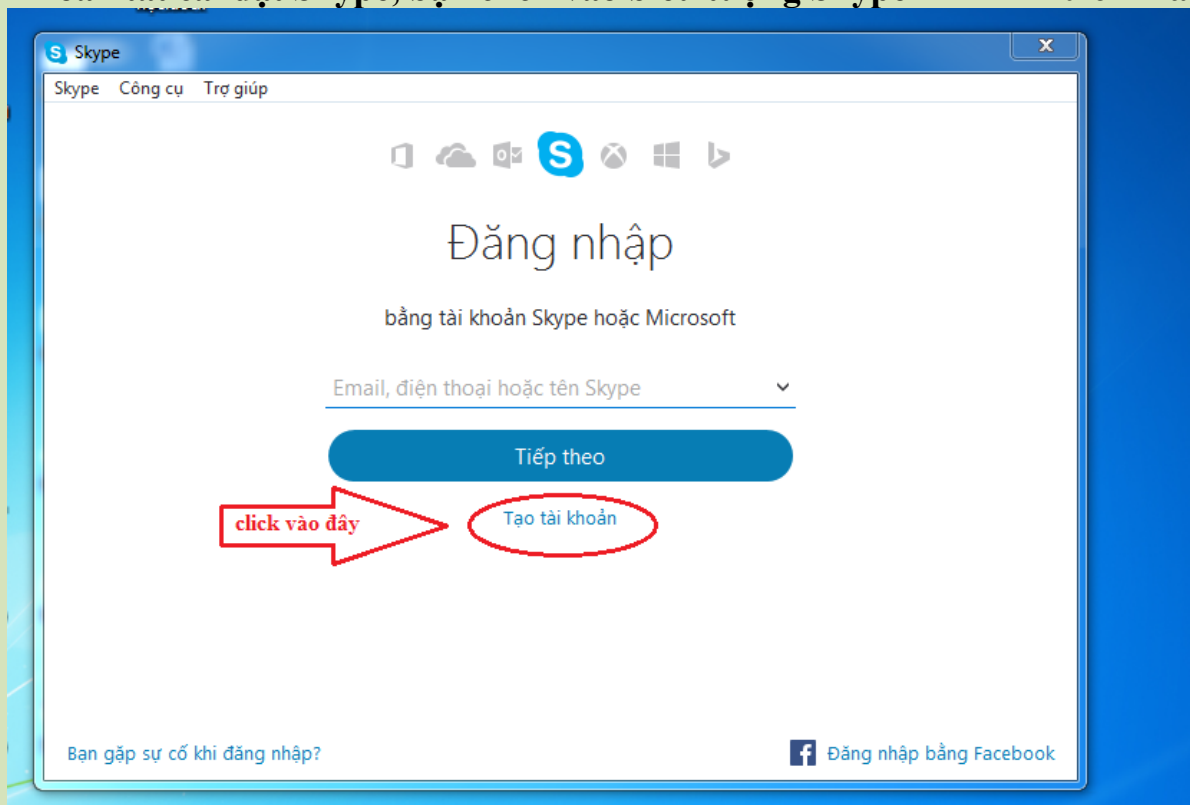 Skype
Skype Công cụ Trợ giúp
Đăng nhập
bằng tài khoản Skype hoặc Microsoft
Email, điện thoại hoặc tên Skype
Tiếp theo
click vào đây
Tạo tài khoản
Bạn gặp sự cố khi đăng nhập?
Đăng nhập bằng Facebook